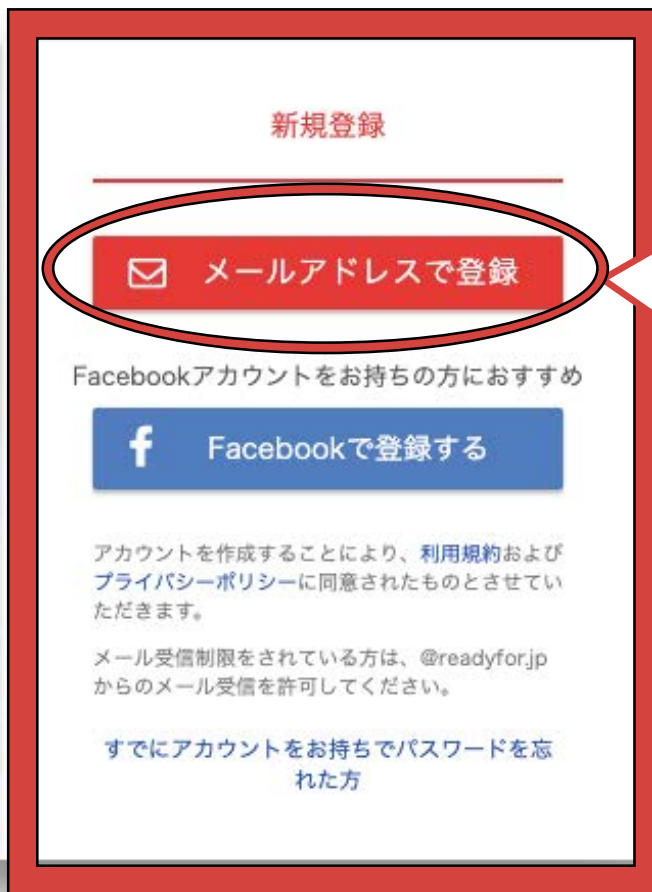 新規登録
メールアドレスで登録
Facebookアカウントをお持ちの方におすすめ
Facebookで登録する
アカウントを作成することにより、利用規約および
プライバシーポリシーに同意されたものとさせてい
ただきます。
メール受信制限をされている方は、@readyfor.jp
からのメール受信を許可してください。
すでにアカウントをお持ちでパスワードを忘
れた方